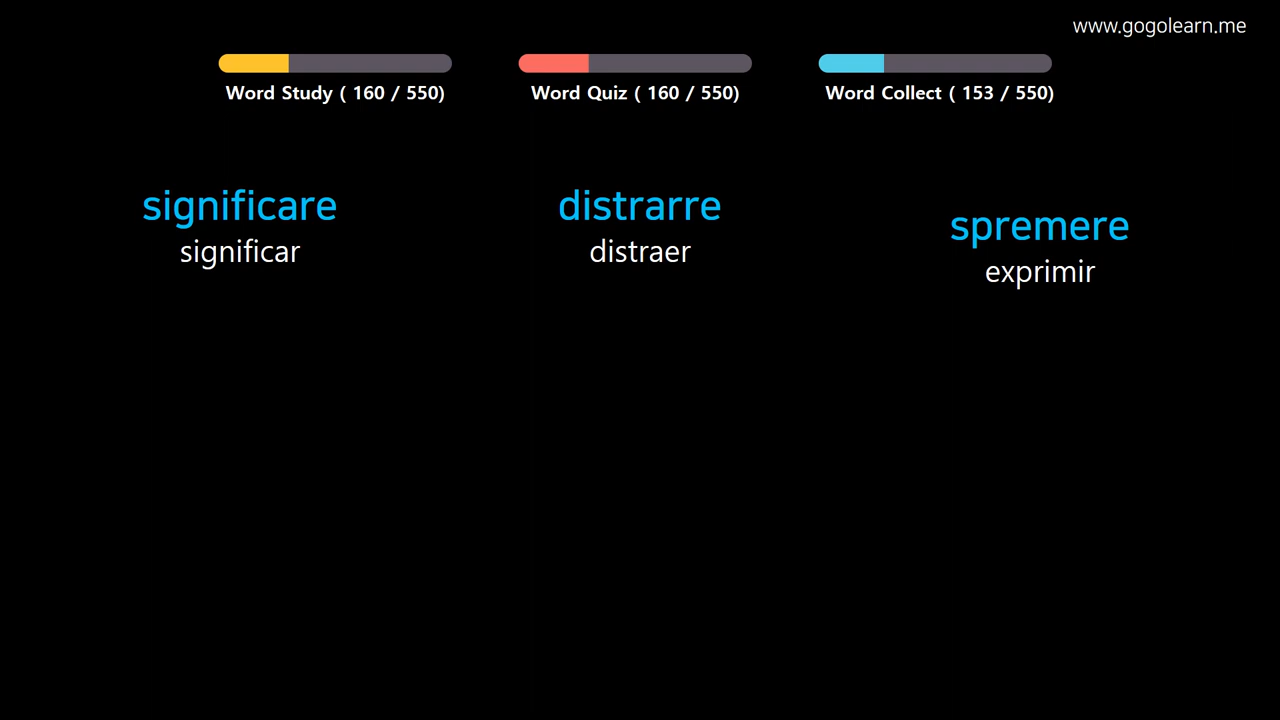 www.gogolearn.me
Word Study ( 160 / 550)
Word Quiz ( 160 / 550)
Word Collect ( 153 / 550)
significare
significar
distrarre
distraer
spremere
exprimir